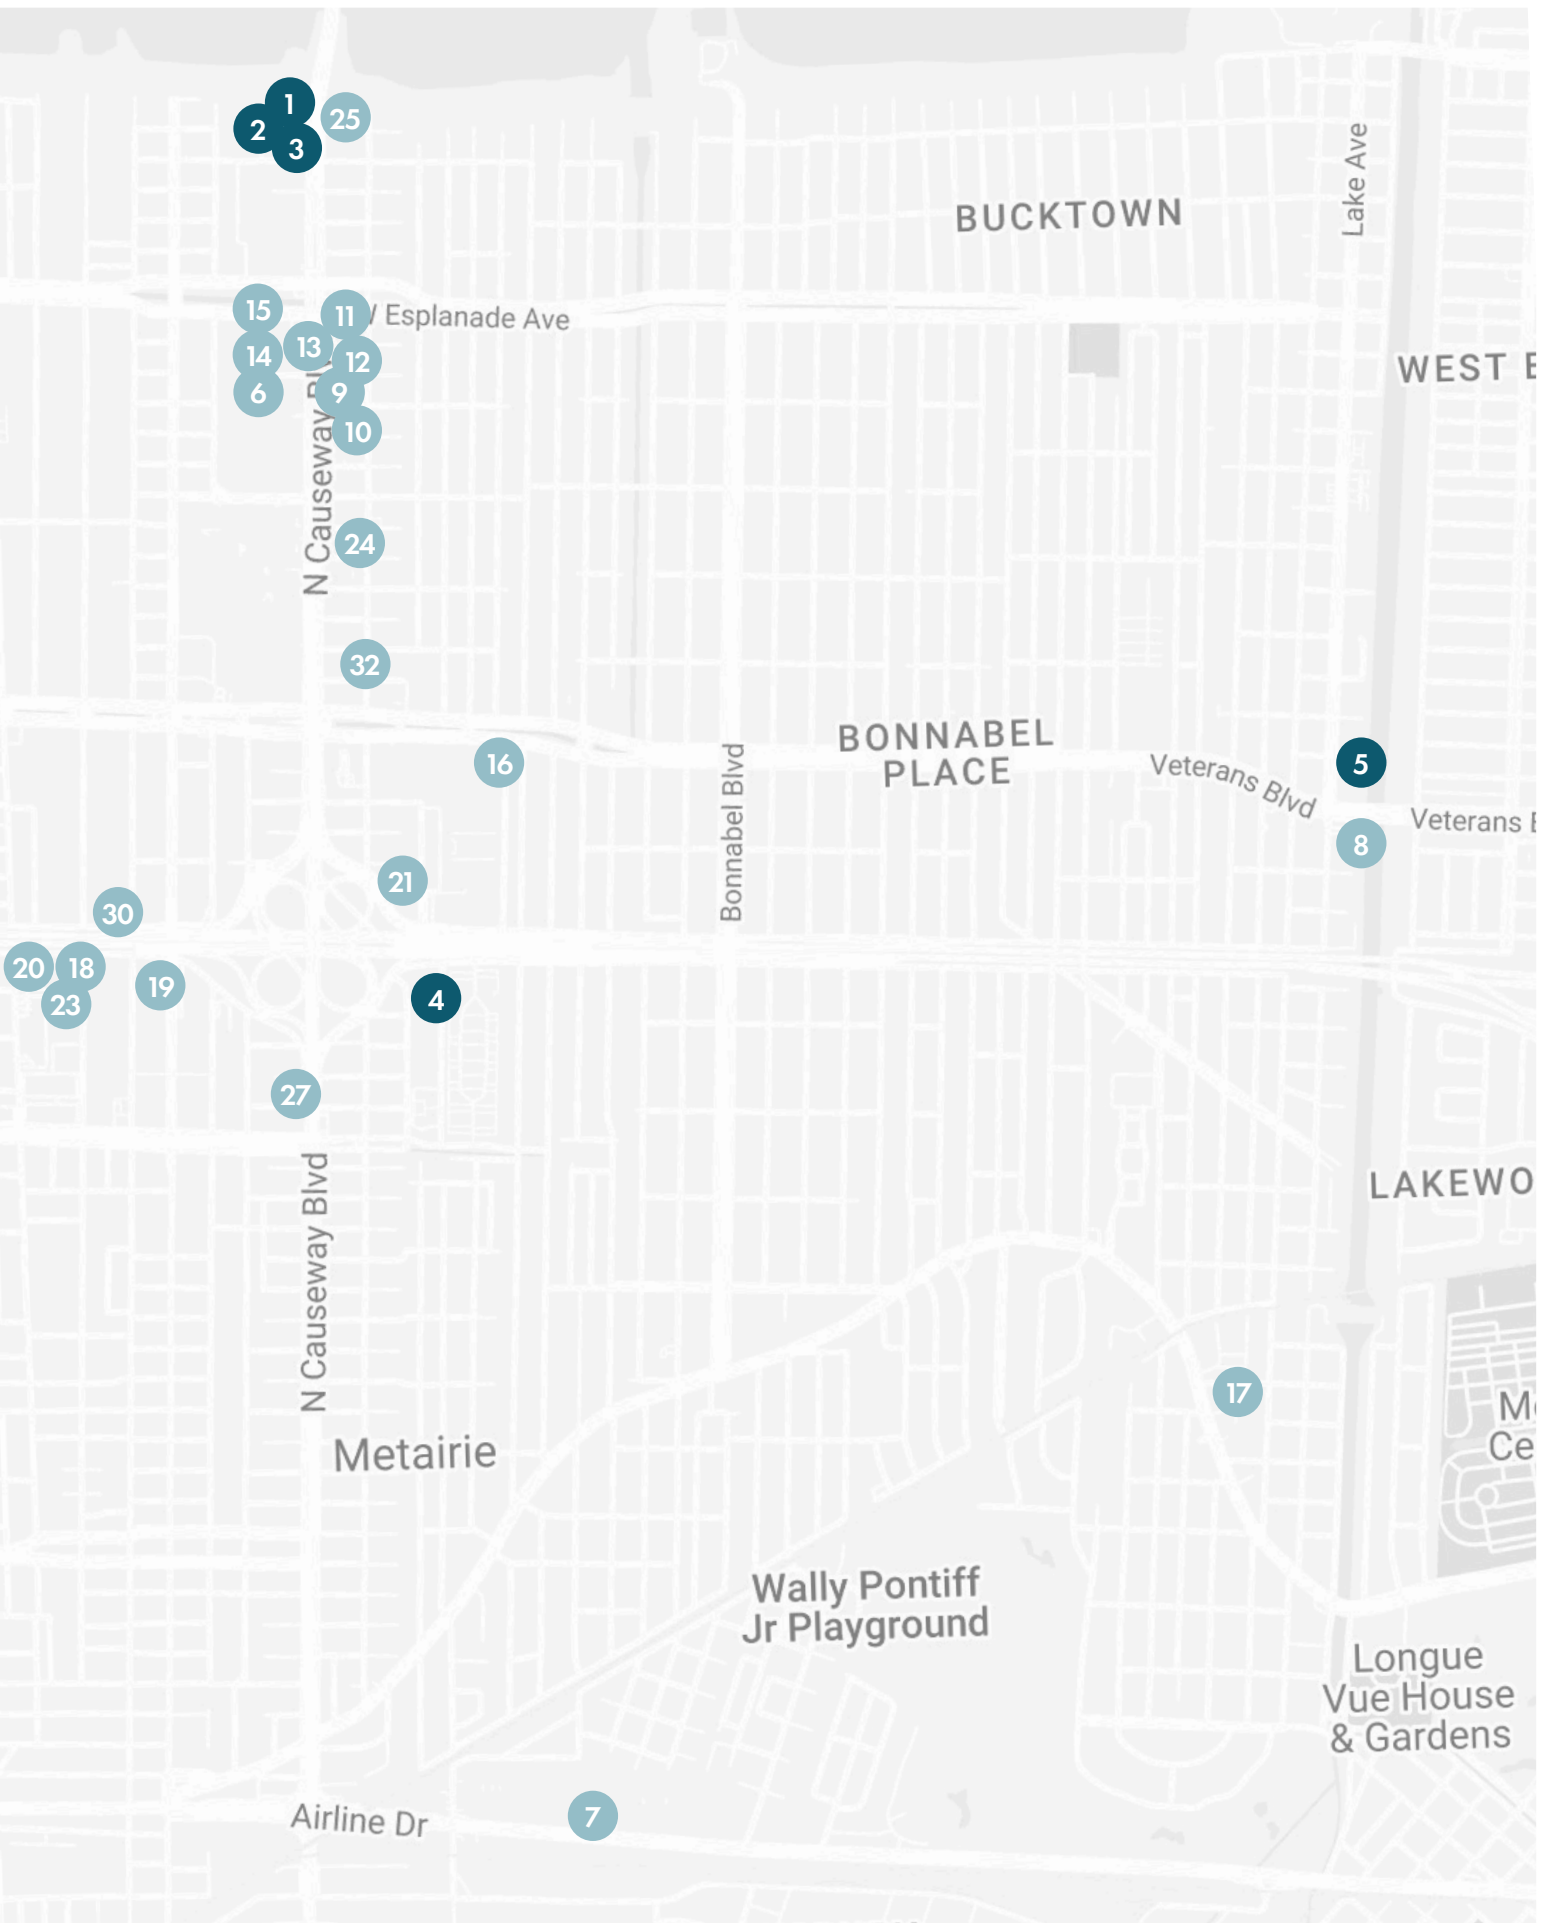 1
2
25
3
Lake Ave
BUCKTOWN
15
11
Esplanade Ave
14
13
12
WEST
6
9
10
N Causeway
24
N Causeway
32
BONNABEL
PLACE
16
Bonnabel Blvd
Veterans Blvd
5
Veterans
8
21
30
20
18
19
23
4
27
N Causeway Blvd
LAKEWO
17
Metairie
Wally Pontiff
Jr Playground
Longue
Vue House
& Gardens
Airline Dr
7